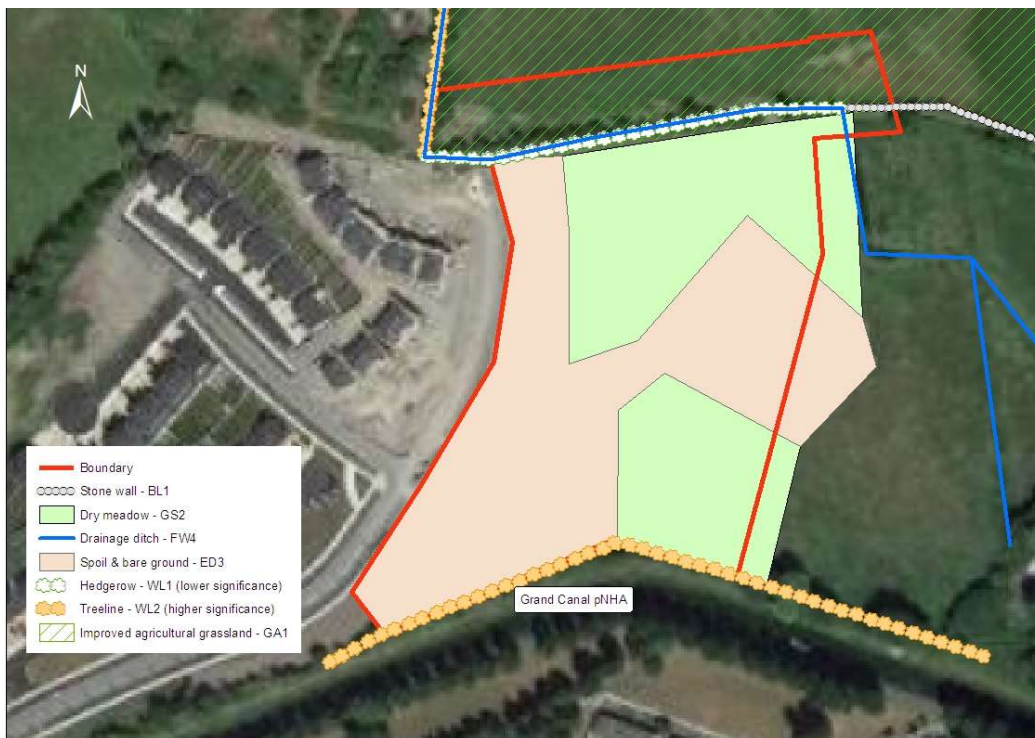 N
Boundary
Stone wall - BL1
Dry meadow - GS2
Drainage ditch - FW4
Spoil & bare ground - ED3
Hedgerow - WL1 (lower significance)
Treeline - WL2 (higher significance)
Improved agricultural grassland - GA1
Grand Canal pNHA